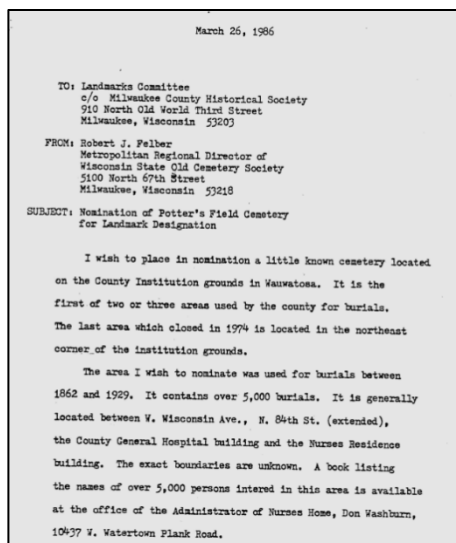 March 26, 1986
TO: Landmarks Committee
c/o Milwaukee County Historical Society
910 North Old World Third Street
Milwaukee, Wisconsin 53203
FROM: Robert J. Felber
Metropolitan Regional Director of
Wisconsin State Old Cemetery Society
5100 North 67th Street
Milwaukee, Wisconsin 53218
SUBJECT: Nomination of Potter's Field Cemetery
for Landmark Designation
I wish to place in nomination a little known cemetery located
on the County Institution grounds in Wauwatosa. It is the
first of two or three areas used by the county for burials.
The last area which closed in 1974 is located in the northeast
corner of the institution grounds.
The area I wish to nominate was used for burials between
1862 and 1929. It contains over 5,000 burials. It is generally
located between W. Wisconsin Ave., N. 84th St. (extended),
the County General Hospital building and the Nurses Residence
building. The exact boundaries are unknown. A book listing
the names of over 5,000 persons intered in this area is available
at the office of the Administrator of Nurses Home, Don Washburn,
10437 W. Watertown Plank Road.